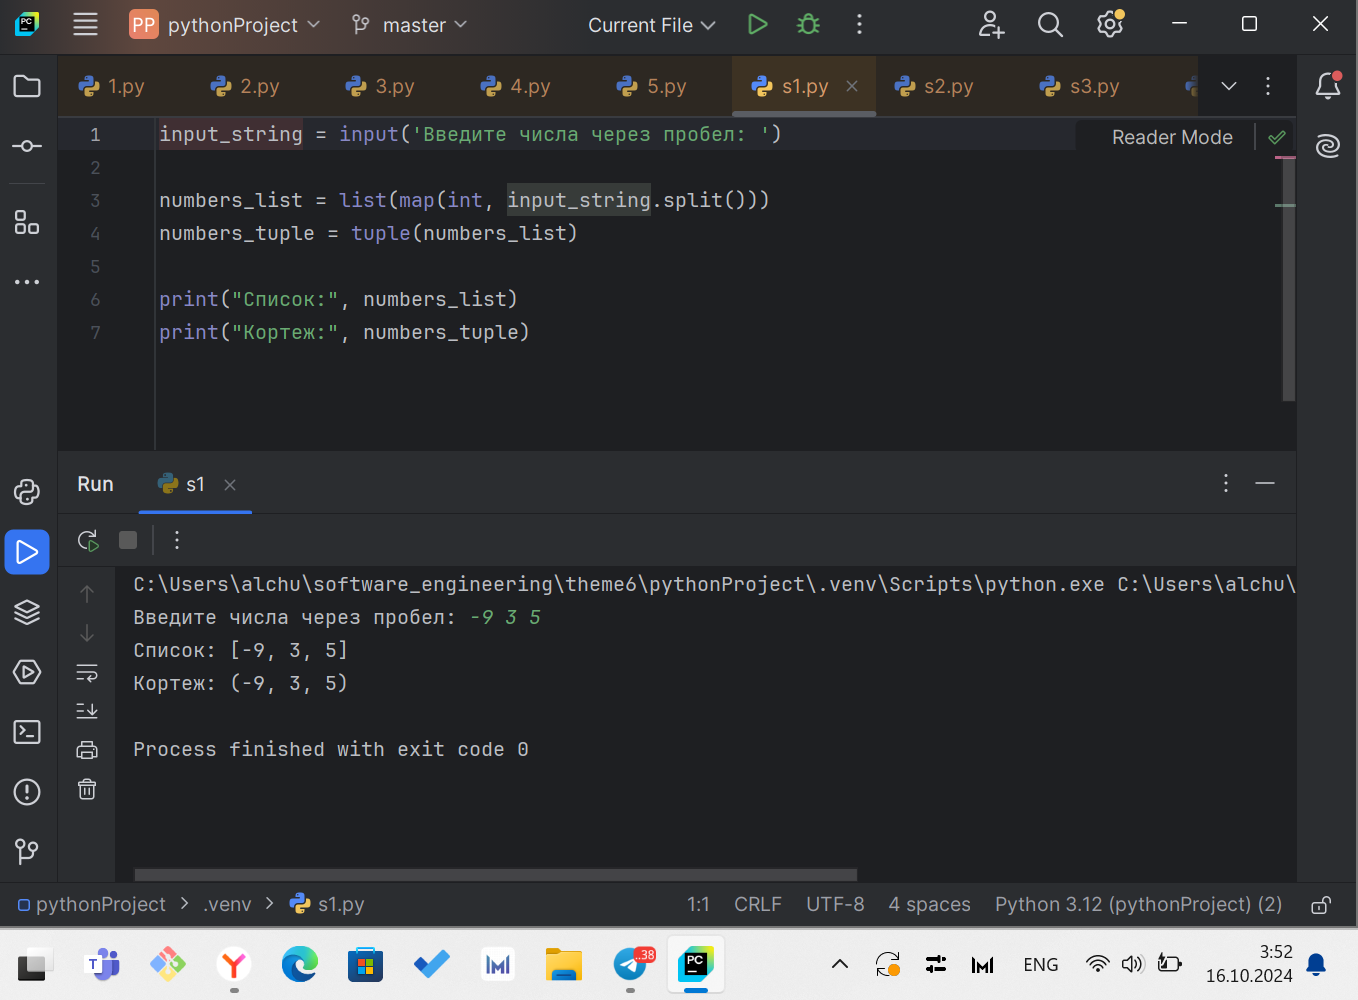 PC
PP pythonProject master Current File
1.py 2.py 3.py 4.py 5.py s1.py s2.py s3.py
1 input_string = input('Введите числа через пробел: ')
Reader Mode
2
3 numbers_list = list(map(int, input_string.split()))
4 numbers_tuple = tuple(numbers_list)
5
6 print("Список:", numbers_list)
7 print("Кортеж:", numbers_tuple)
Run s1
C:\Users\alchu\software_engineering\theme6\pythonProject\.venv\Scripts\python.exe C:\Users\alchu\
Введите числа через пробел: -9 3 5
Список: [-9, 3, 5]
Кортеж: (-9, 3, 5)
Process finished with exit code 0
pythonProject > .venv > s1.py 1:1 CRLF UTF-8 4 spaces Python 3.12 (pythonProject) (2)
T ..38 PC ENG 3:52
16.10.2024